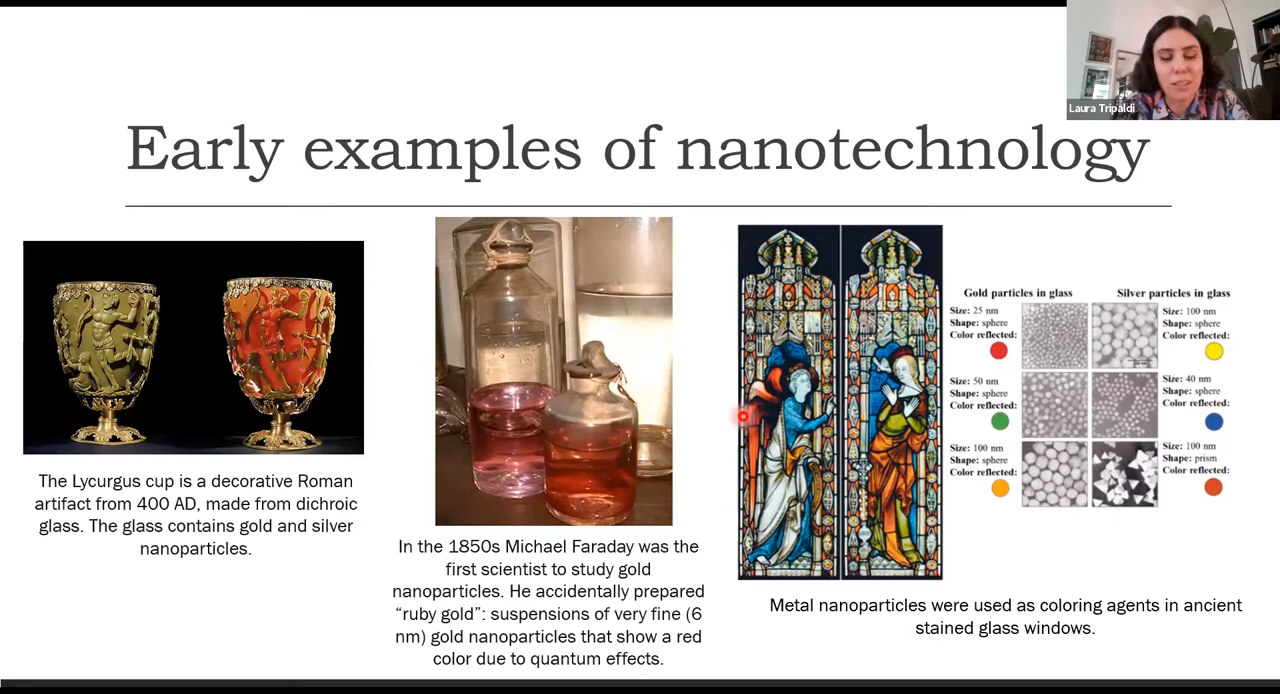 Laura Tripaldi
Early examples of nanotechnology
The Lycurgus cup is a decorative Roman
artifact from 400 AD, made from dichroic
glass. The glass contains gold and silver
nanoparticles.
In the 1850s Michael Faraday was the
first scientist to study gold
nanoparticles. He accidentally prepared
“ruby gold”: suspensions of very fine (6
nm) gold nanoparticles that show a red
color due to quantum effects.
Gold particles in glass
Size: 25 nm
Shape: sphere
Color reflected:
Size: 50 nm
Shape: sphere
Color reflected:
Size: 100 nm
Shape: sphere
Color reflected:
Silver particles in glass
Size: 100 nm
Shape: sphere
Color reflected:
Size: 40 nm
Shape: sphere
Color reflected:
Size: 100 nm
Shape: prism
Color reflected:
Metal nanoparticles were used as coloring agents in ancient
stained glass windows.